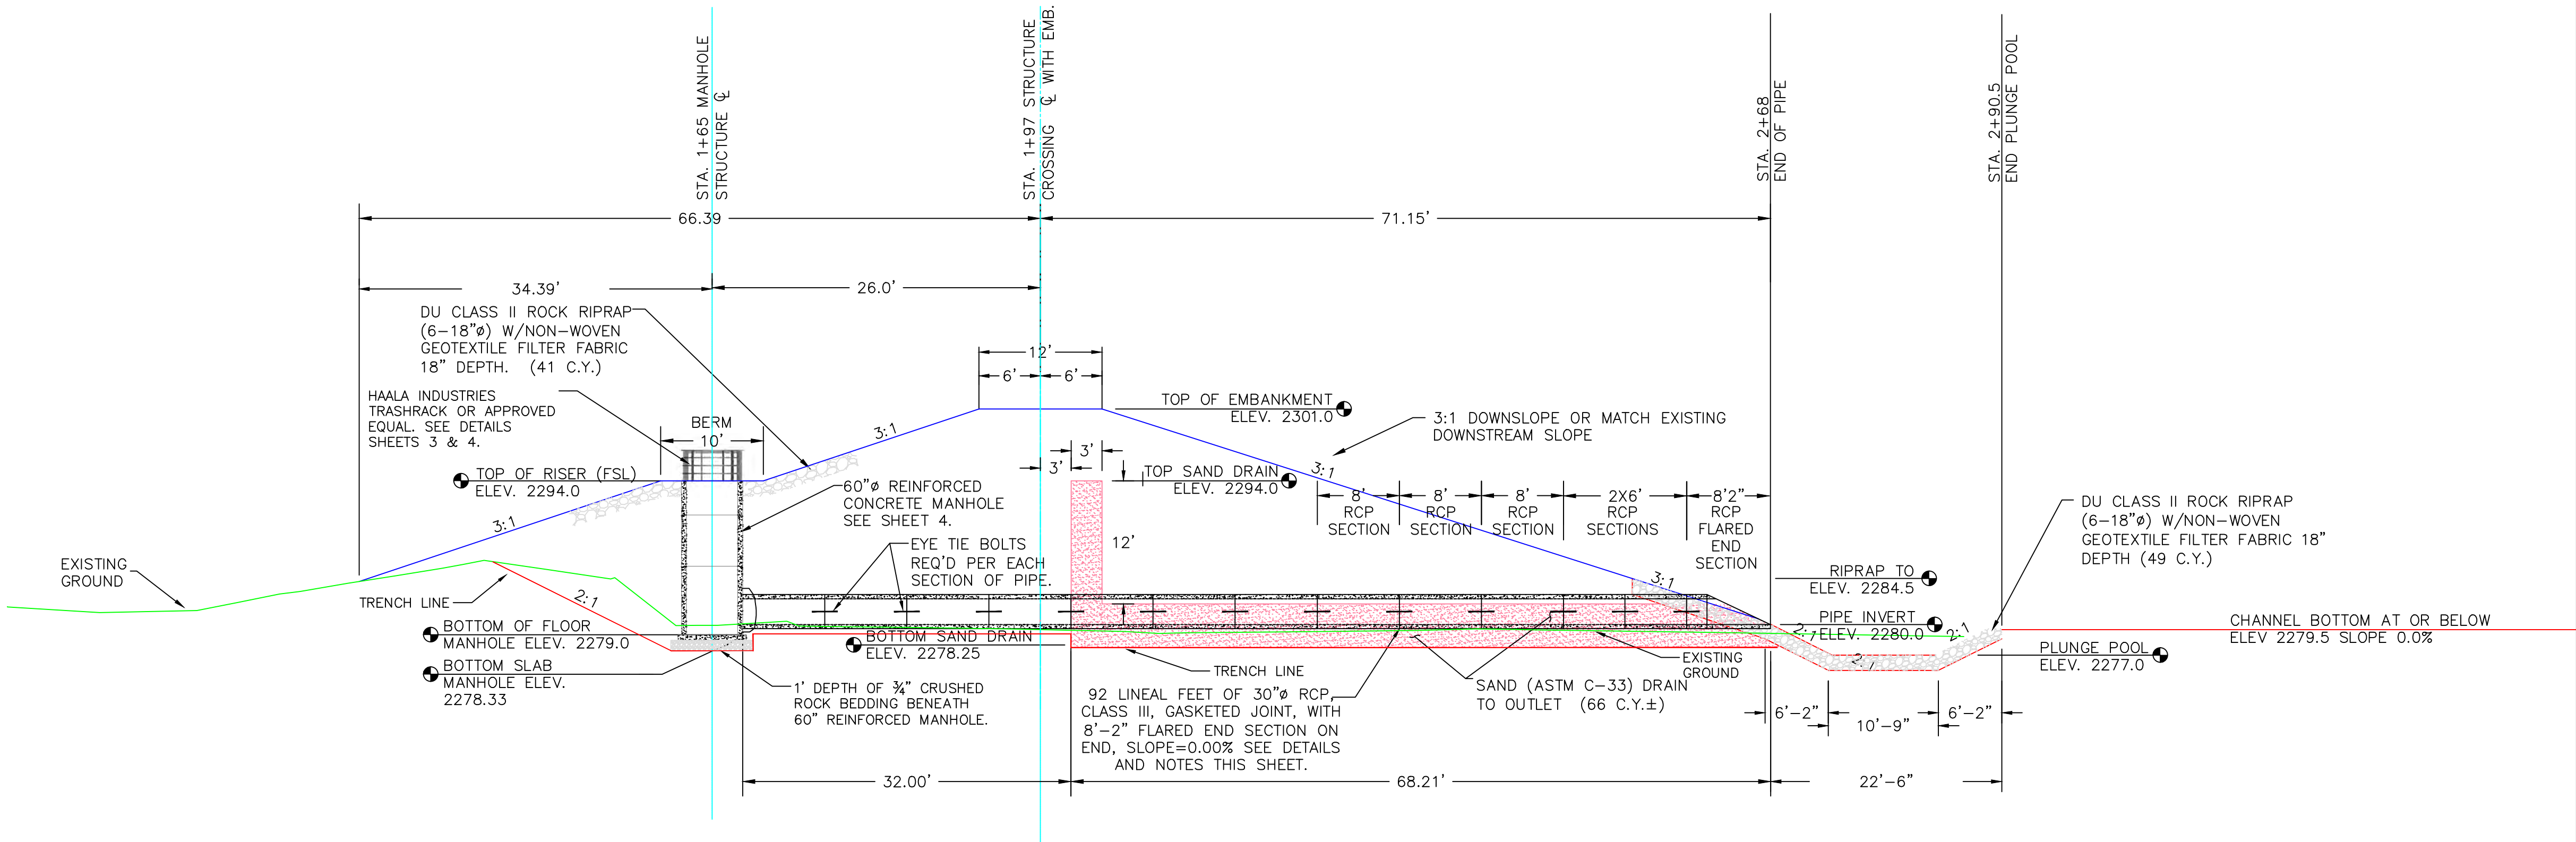 STA. 1+65 MANHOLE
STRUCTURE ℄
STA. 1+97 STRUCTURE
CROSSING ℄ WITH EMB.
STA. 2+68
END OF PIPE
STA. 2+90.5
END PLUNGE POOL
66.39
71.15'
34.39'
26.0'
DU CLASS II ROCK RIPRAP
(6-18"ø) W/NON-WOVEN
GEOTEXTILE FILTER FABRIC
18" DEPTH. (41 C.Y.)
HAALA INDUSTRIES
TRASHRACK OR APPROVED
EQUAL. SEE DETAILS
SHEETS 3 & 4.
BERM
10'
12'
6'
6'
3:1
TOP OF EMBANKMENT
ELEV. 2301.0
3:1 DOWNSLOPE OR MATCH EXISTING
DOWNSTREAM SLOPE
3'
3'
TOP OF RISER (FSL)
ELEV. 2294.0
TOP SAND DRAIN
ELEV. 2294.0
3:1
3:1
60"ø REINFORCED
CONCRETE MANHOLE
SEE SHEET 4.
8'
RCP
SECTION
8'
RCP
SECTION
8'
RCP
SECTION
2X6'
RCP
SECTIONS
8'2"
RCP
FLARED
END
SECTION
DU CLASS II ROCK RIPRAP
(6-18"ø) W/NON-WOVEN
GEOTEXTILE FILTER FABRIC 18"
DEPTH (49 C.Y.)
EYE TIE BOLTS
REQ'D PER EACH
SECTION OF PIPE.
12'
EXISTING
GROUND
TRENCH LINE
2:1
3:1
RIPRAP TO
ELEV. 2284.5
PIPE INVERT
ELEV. 2280.0
2:1
2:1
2:1
CHANNEL BOTTOM AT OR BELOW
ELEV 2279.5 SLOPE 0.0%
BOTTOM OF FLOOR
MANHOLE ELEV. 2279.0
BOTTOM SLAB
MANHOLE ELEV.
2278.33
BOTTOM SAND DRAIN
ELEV. 2278.25
PLUNGE POOL
ELEV. 2277.0
1' DEPTH OF ¾" CRUSHED
ROCK BEDDING BENEATH
60" REINFORCED MANHOLE.
TRENCH LINE
EXISTING
GROUND
92 LINEAL FEET OF 30"ø RCP,
CLASS III, GASKETED JOINT, WITH
8'-2" FLARED END SECTION ON
END, SLOPE=0.00% SEE DETAILS
AND NOTES THIS SHEET.
SAND (ASTM C-33) DRAIN
TO OUTLET (66 C.Y.±)
6'-2"
10'-9"
6'-2"
32.00'
68.21'
22'-6"